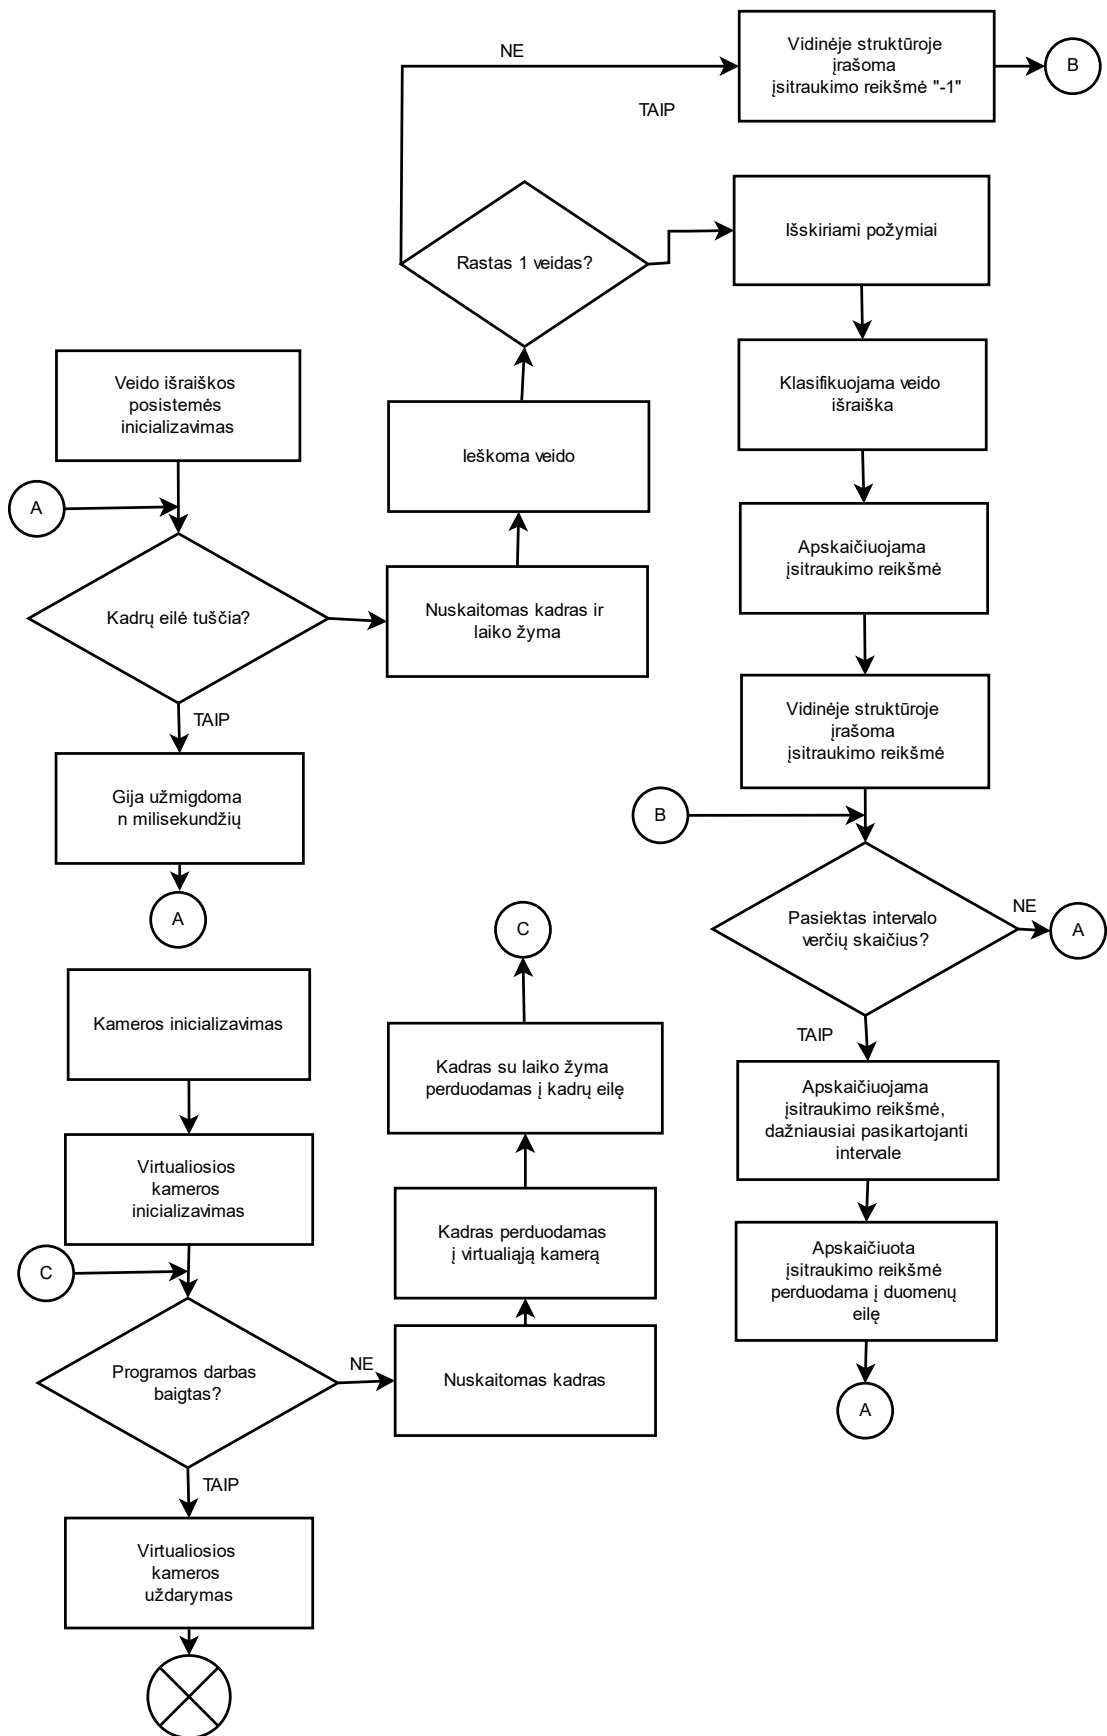 NE
Vidinėje struktūroje
įrašoma
įsitraukimo reikšmė "-1"
B
TAIP
Rastas 1 veidas?
Išskiriami požymiai
Veido išraiškos
posistemės
inicializavimas
Ieškoma veido
Klasifikuojama veido
išraiška
A
Kadrų eilė tuščia?
Nuskaitomas kadras ir
laiko žyma
Apskaičiuojama
įsitraukimo reikšmė
TAIP
Gija užmigdoma
n milisekundžių
A
Vidinėje struktūroje
įrašoma
įsitraukimo reikšmė
B
Pasiektas intervalo
verčių skaičius?
NE
A
TAIP
Apskaičiuojama
įsitraukimo reikšmė,
dažniausiai pasikartojanti
intervale
Apskaičiuota
įsitraukimo reikšmė
perduodama į duomenų
eilę
A
Kameros inicializavimas
Virtualiosios
kameros
inicializavimas
C
Programos darbas
baigtas?
NE
Nuskaitomas kadras
Kadras perduodamas
į virtualiąją kamerą
Kadras su laiko žyma
perduodamas į kadrų eilę
C
TAIP
Virtualiosios
kameros
uždarymas